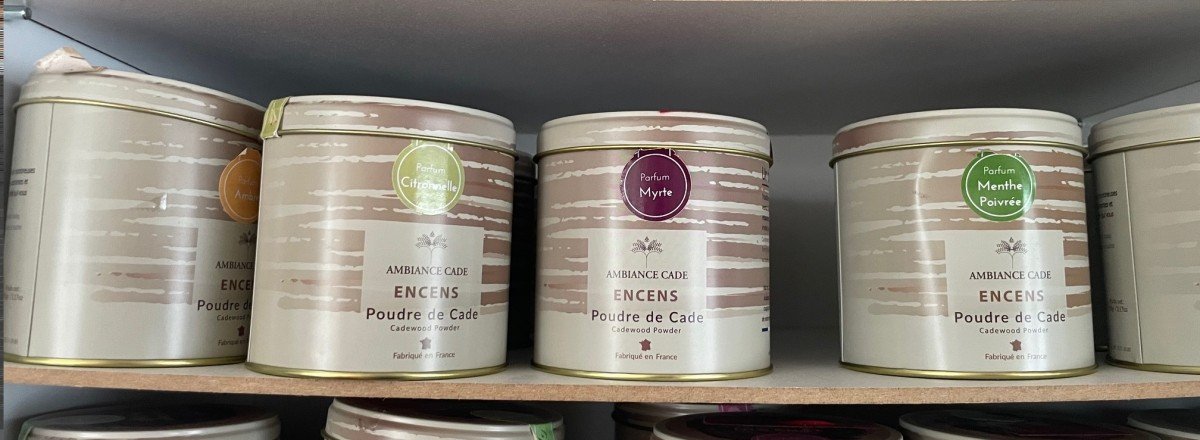 Parfum
AMBIANCE CADE
ENCENS
Poudre de
Parfum
Citronnelle
AMBIANCE CADE
ENCENS
Poudre de Cade
Cadewood Powder
Fabriqué en France
Parfum
Myrte
AMBIANCE CADE
ENCENS
Poudre de Cade
Cadewood Powder
Fabriqué en France
Parfum
Menthe
Poivrée
AMBIANCE CADE
ENCENS
Poudre de Cade
Cadewood Powder
Fabriqué en France